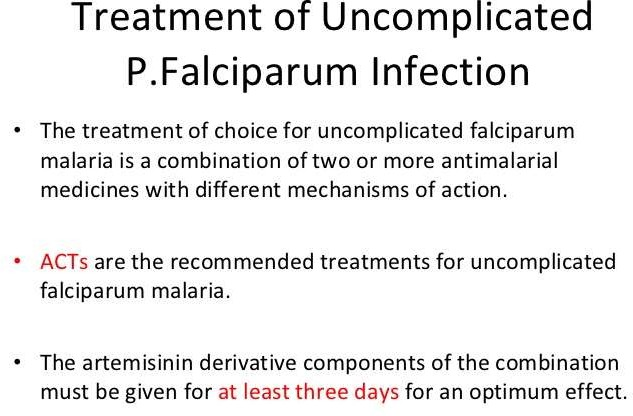 Treatment of Uncomplicated
P.Falciparum Infection
• The treatment of choice for uncomplicated falciparum
malaria is a combination of two or more antimalarial
medicines with different mechanisms of action.
• ACTs are the recommended treatments for uncomplicated
falciparum malaria.
• The artemisinin derivative components of the combination
must be given for at least three days for an optimum effect.